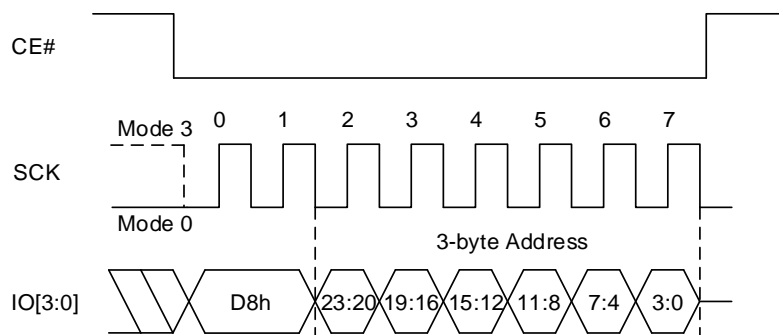 CE#
Mode 3 0 1 2 3 4 5 6 7
SCK
Mode 0
3-byte Address
IO[3:0] D8h 23:20 19:16 15:12 11:8 7:4 3:0